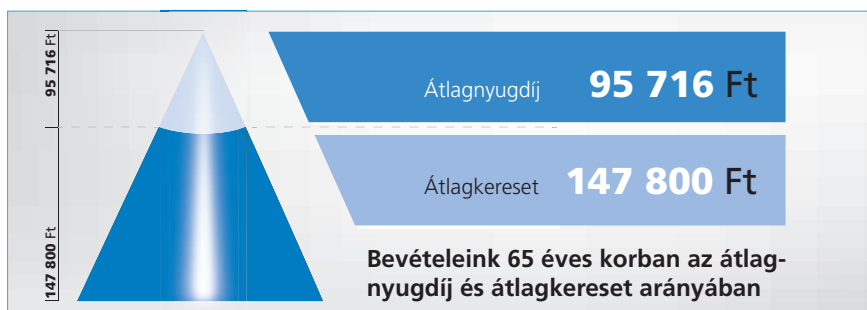 95 716 Ft
147 800 Ft
Átlagnyugdíj 95 716 Ft
Átlagkereset 147 800 Ft
Bevételeink 65 éves korban az átlag-
nyugdíj és átlagkereset arányában